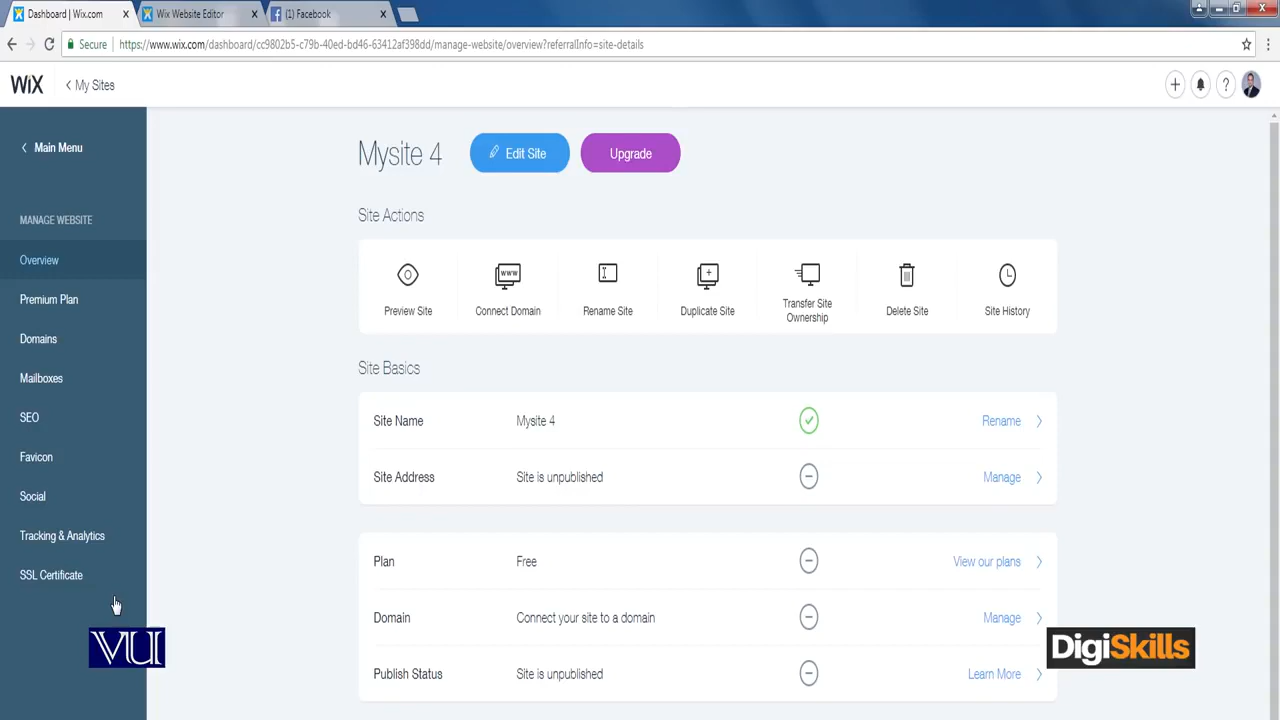 Dashboard | Wix.com
Wix Website Editor
(1) Facebook
Secure
https://www.wix.com/dashboard/cc9802b5-c79b-40ed-bd46-63412af398dd/manage-website/overview?referralInfo=site-details
WiX
My Sites
Main Menu
MANAGE WEBSITE
Overview
Premium Plan
Domains
Mailboxes
SEO
Favicon
Social
Tracking & Analytics
SSL Certificate
Mysite 4
Edit Site
Upgrade
Site Actions
Preview Site
www
Connect Domain
Rename Site
Duplicate Site
Transfer Site
Ownership
Delete Site
Site History
Site Basics
Site Name Mysite 4 Rename
Site Address Site is unpublished Manage
Plan Free View our plans
Domain Connect your site to a domain Manage
Publish Status Site is unpublished Learn More
VU
DigiSkills